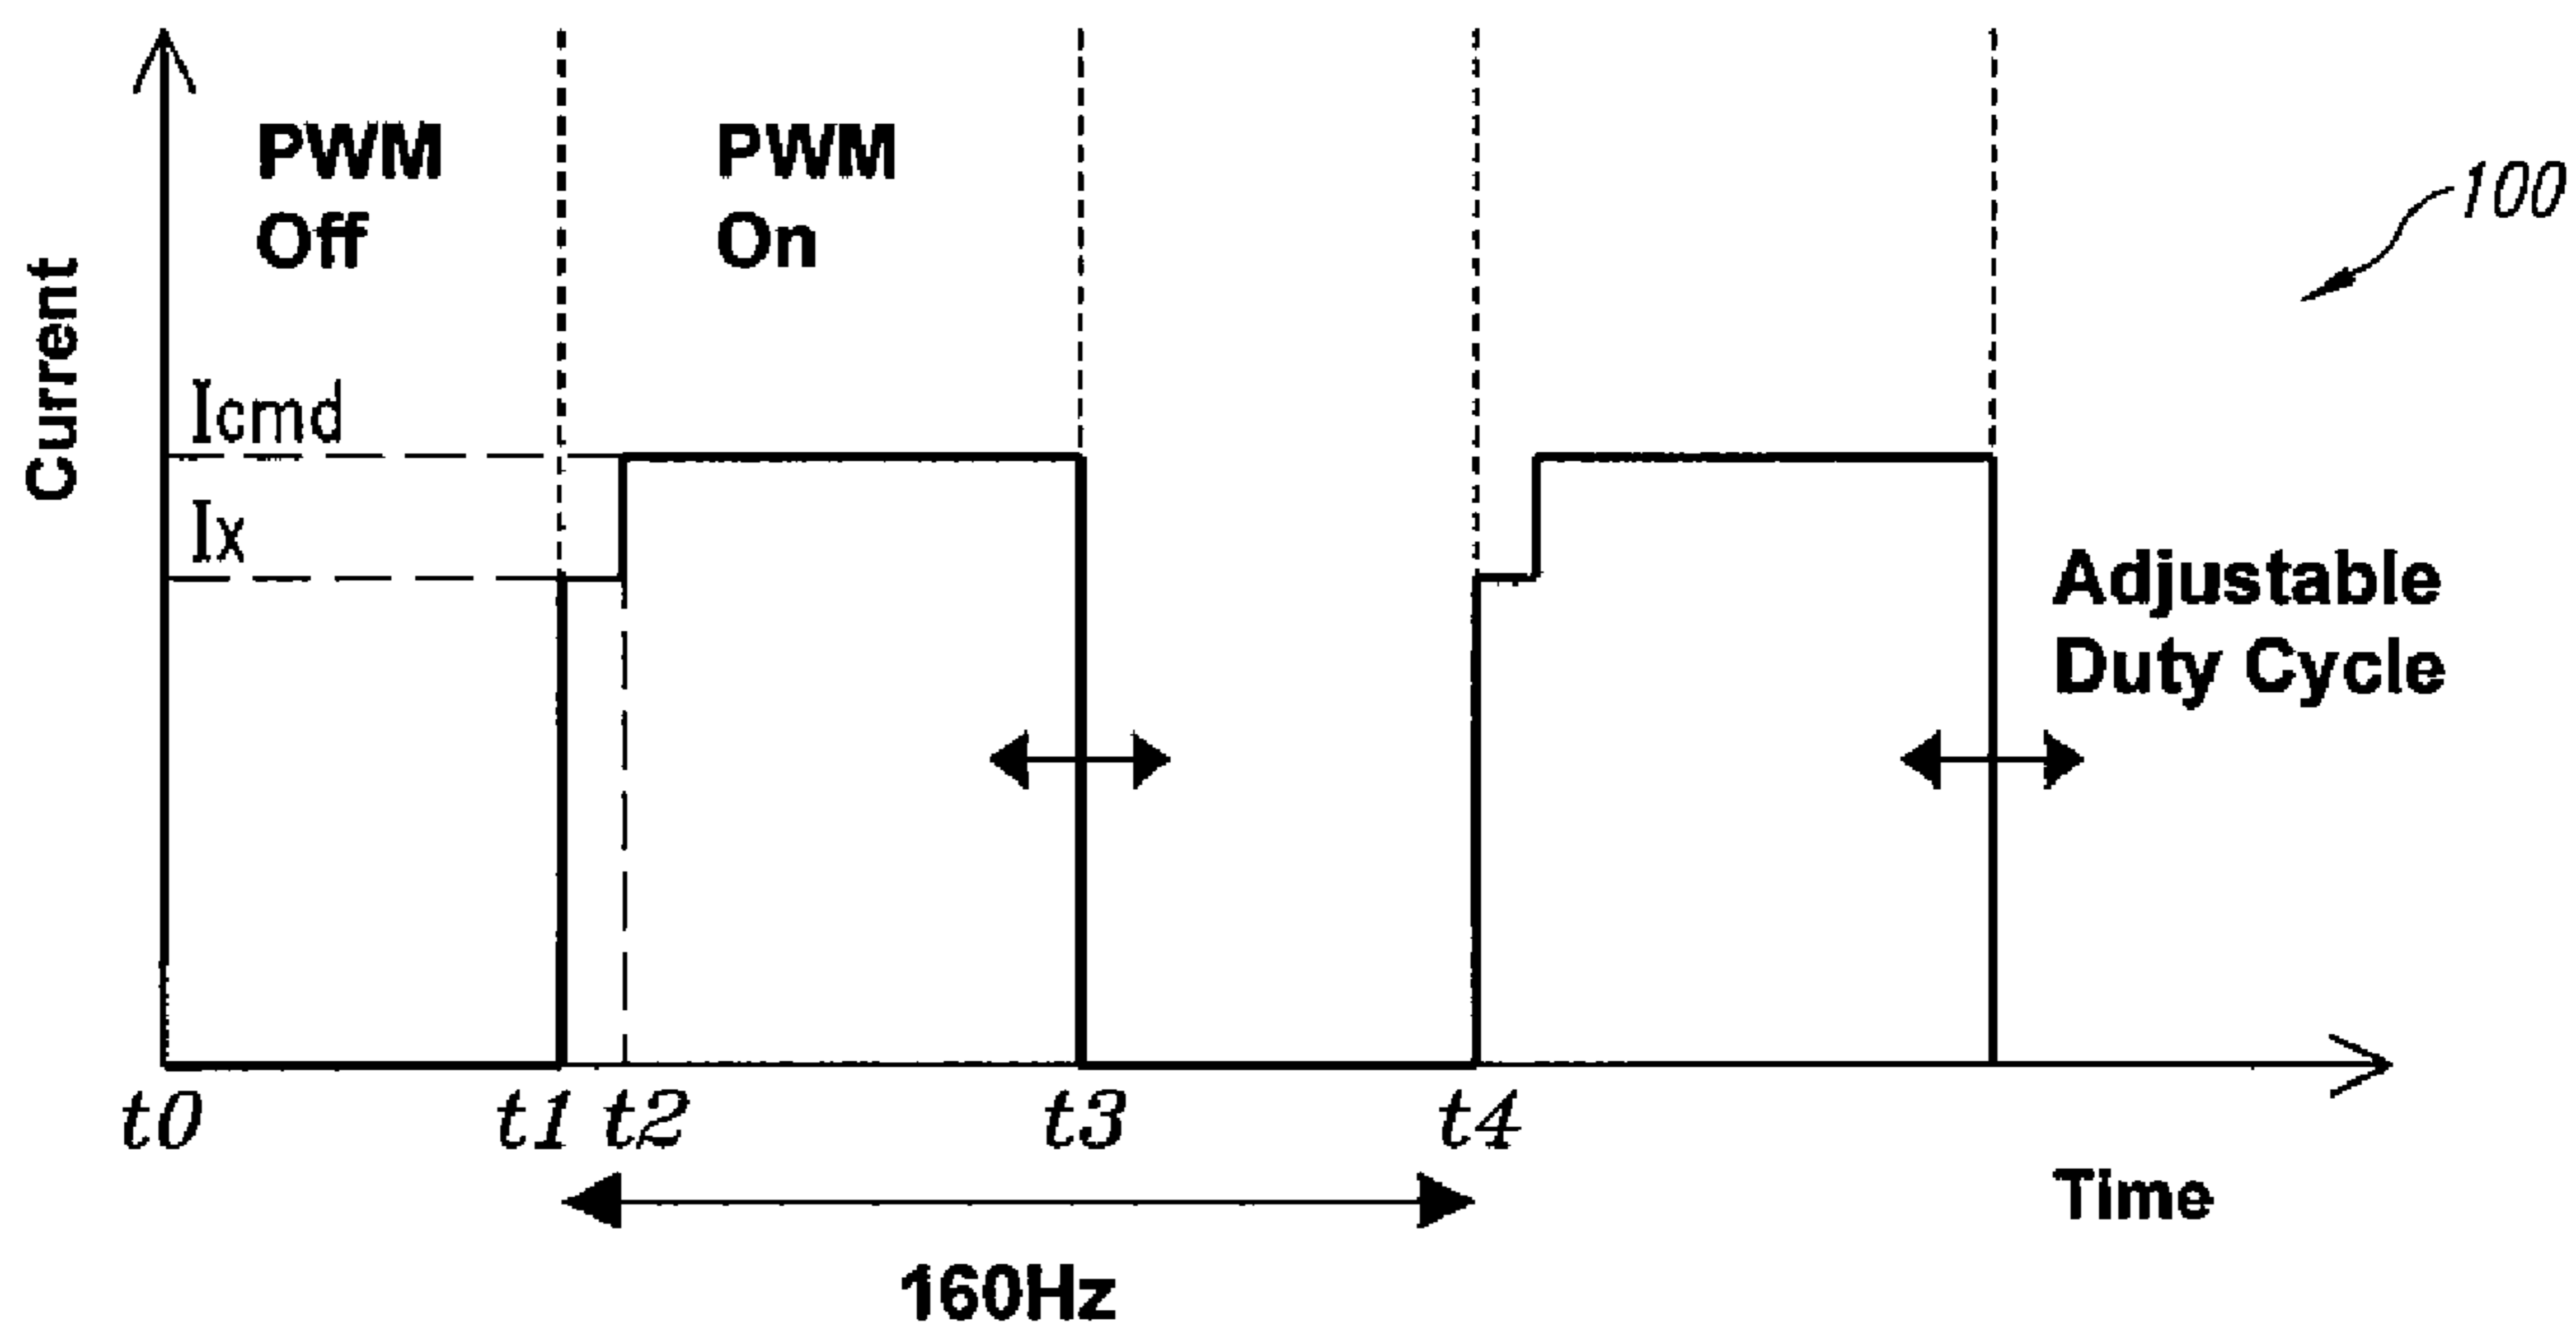 PWM
Off
PWM
On
100
Current
Icmd
Ix
Adjustable
Duty Cycle
t0 t1 t2 t3 t4
Time
160Hz